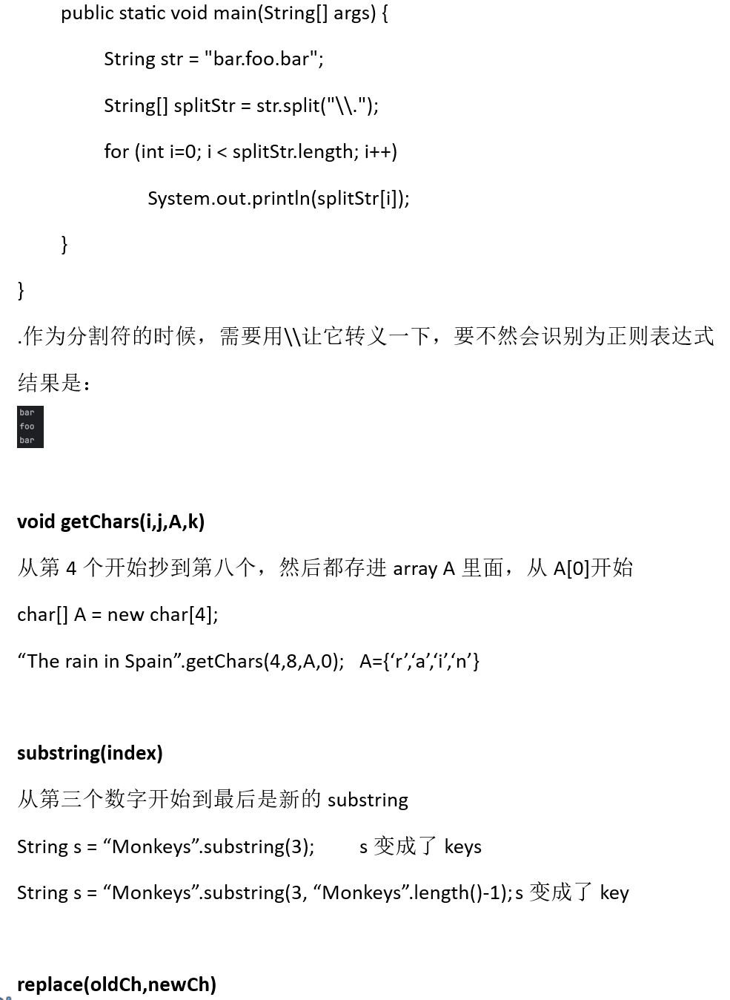 public static void main(String[] args) {
String str = "bar.foo.bar";
String[] splitStr = str.split("\\.");
for (int i=0; i < splitStr.length; i++)
System.out.println(splitStr[i]);
}
}
.作为分割符的时候，需要用\\让它转义一下，要不然会识别为正则表达式
结果是：
bar
foo
bar
void getChars(i,j,A,k)
从第 4 个开始抄到第八个，然后都存进 array A 里面，从 A[0]开始
char[] A = new char[4];
“The rain in Spain”.getChars(4,8,A,0);   A={‘r’,‘a’,‘i’,‘n’}
substring(index)
从第三个数字开始到最后是新的 substring
String s = “Monkeys”.substring(3);        s 变成了 keys
String s = “Monkeys”.substring(3, “Monkeys”.length()-1); s 变成了 key
replace(oldCh,newCh)